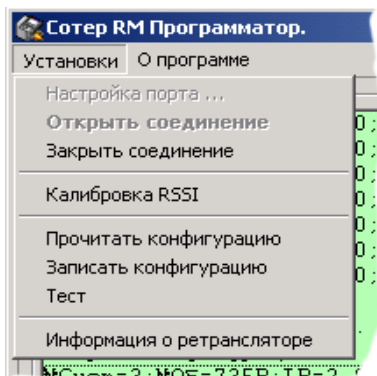 Сотер RM Программатор.
Установки О программе
Настройка порта ...
Открыть соединение
Закрыть соединение
Калибровка RSSI
Прочитать конфигурацию
Записать конфигурацию
Тест
Информация о ретрансляторе